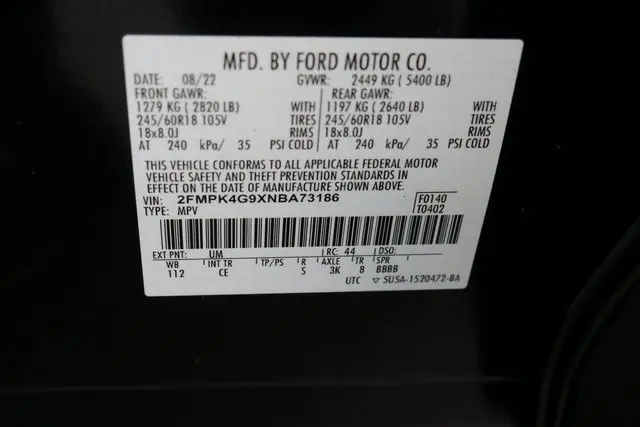 MFD. BY FORD MOTOR CO.
DATE: 08/22 GVWR: 2449 KG ( 5400 LB)
FRONT GAWR: REAR GAWR:
1279 KG ( 2820 LB) WITH 1197 KG ( 2640 LB) WITH
245/60R18 105V TIRES 245/60R18 105V TIRES
18x8.0J RIMS 18x8.0J RIMS
AT 240 kPa/ 35 PSI COLD AT 240 kPa/ 35 PSI COLD
THIS VEHICLE CONFORMS TO ALL APPLICABLE FEDERAL MOTOR
VEHICLE SAFETY AND THEFT PREVENTION STANDARDS IN
EFFECT ON THE DATE OF MANUFACTURE SHOWN ABOVE.
VIN: 2FMPK4G9XNBA73186 F0140
TYPE: MPV T0402
EXT PNT: UM RC: 44 DSO:
WB INT TR TP/PS R AXLE TR SPR
112 CE S 3K 8 BBBB
UTC ▽ 5U5A-1520472-BA